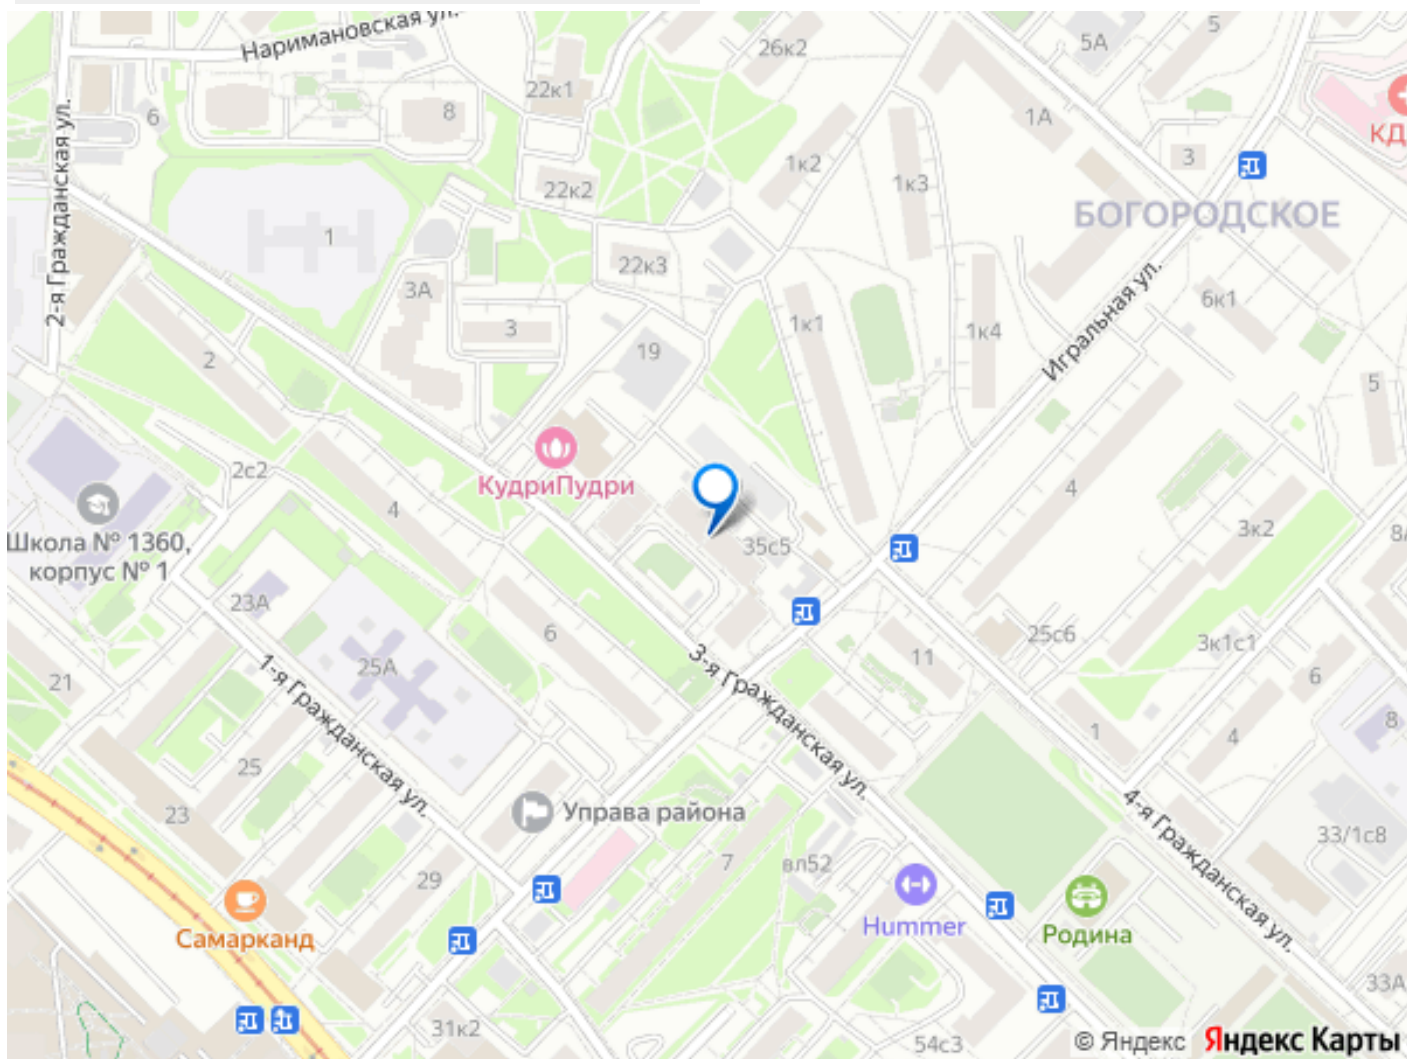 Наримановская ул.
26к2
5А
5
22к1
8
6
1А
КД
2-я Гражданская ул.
1к2
1к3
3
22к2
БОГОРОДСКОЕ
1
22к3
3А
6к1
Игральная ул.
3
1к1
1к4
19
2
5
КудриПудри
2с2
4
4
3к2
Школа № 1360,
корпус № 1
35с5
23А
6
25с6
3к1с1
11
25А
21
6
1-я Гражданская ул.
3-я Гражданская ул.
8
1
4
25
23
Управа района
4-я Гражданская ул.
33/1с8
7
вл52
29
Самарканд
Hummer
Родина
33А
31к2
54с3
© Яндекс Яндекс Карты